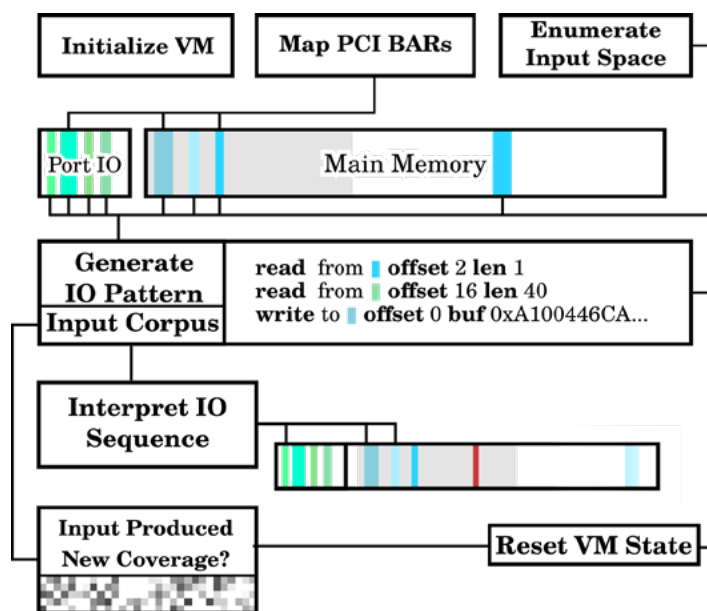 Initialize VM
Map PCI BARs
Enumerate
Input Space
Port IO
Main Memory
Generate
IO Pattern
Input Corpus
read from offset 2 len 1
read from offset 16 len 40
write to offset 0 buf 0xA100446CA...
Interpret IO
Sequence
Input Produced
New Coverage?
Reset VM State